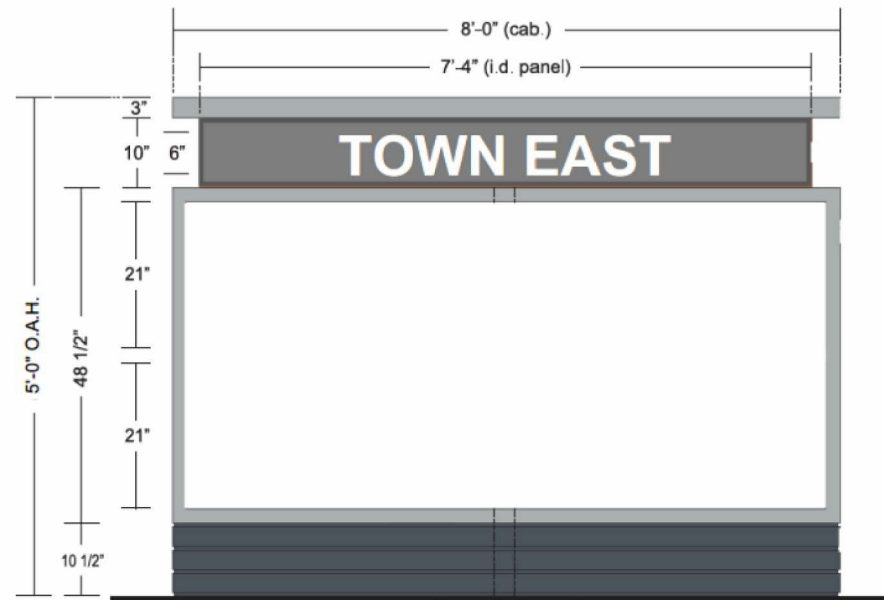 8'-0" (cab.)
7'-4" (i.d. panel)
3"
10"
6"
TOWN EAST
21"
5'-0" O.A.H.
48 1/2"
21"
10 1/2"